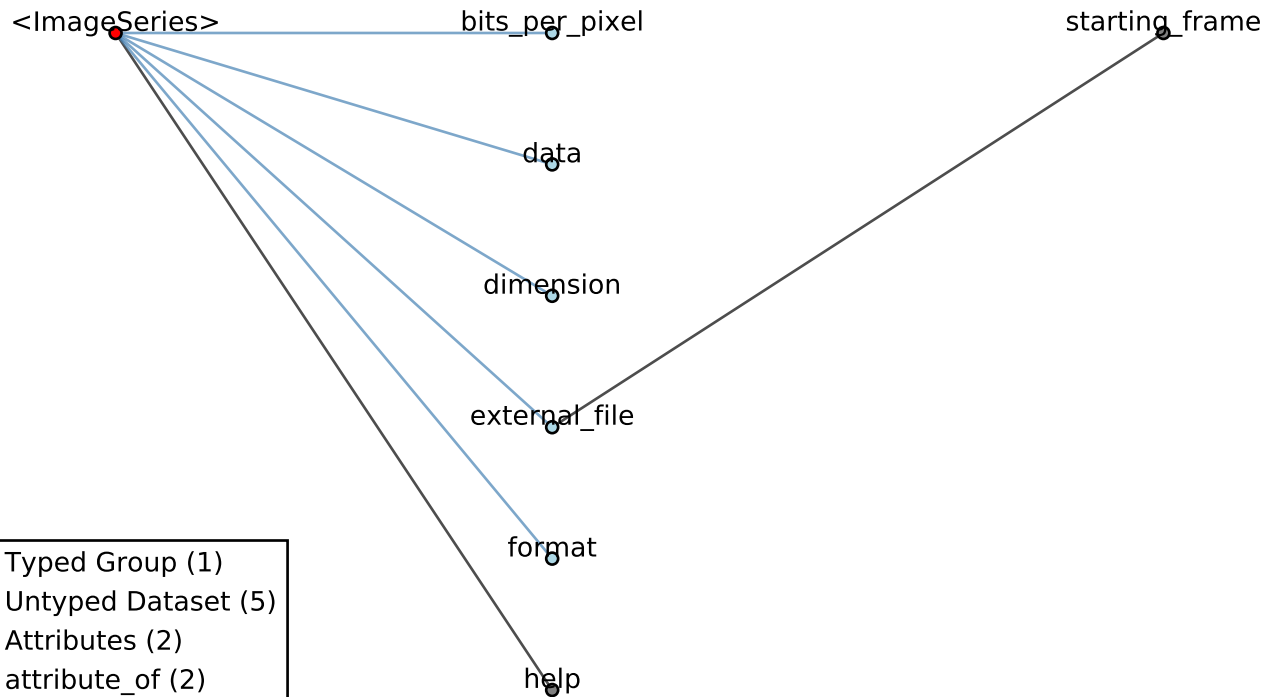 <ImageSeries>
bits_per_pixel
starting_frame
data
dimension
external_file
format
help
Typed Group (1)
Untyped Dataset (5)
Attributes (2)
attribute_of (2)